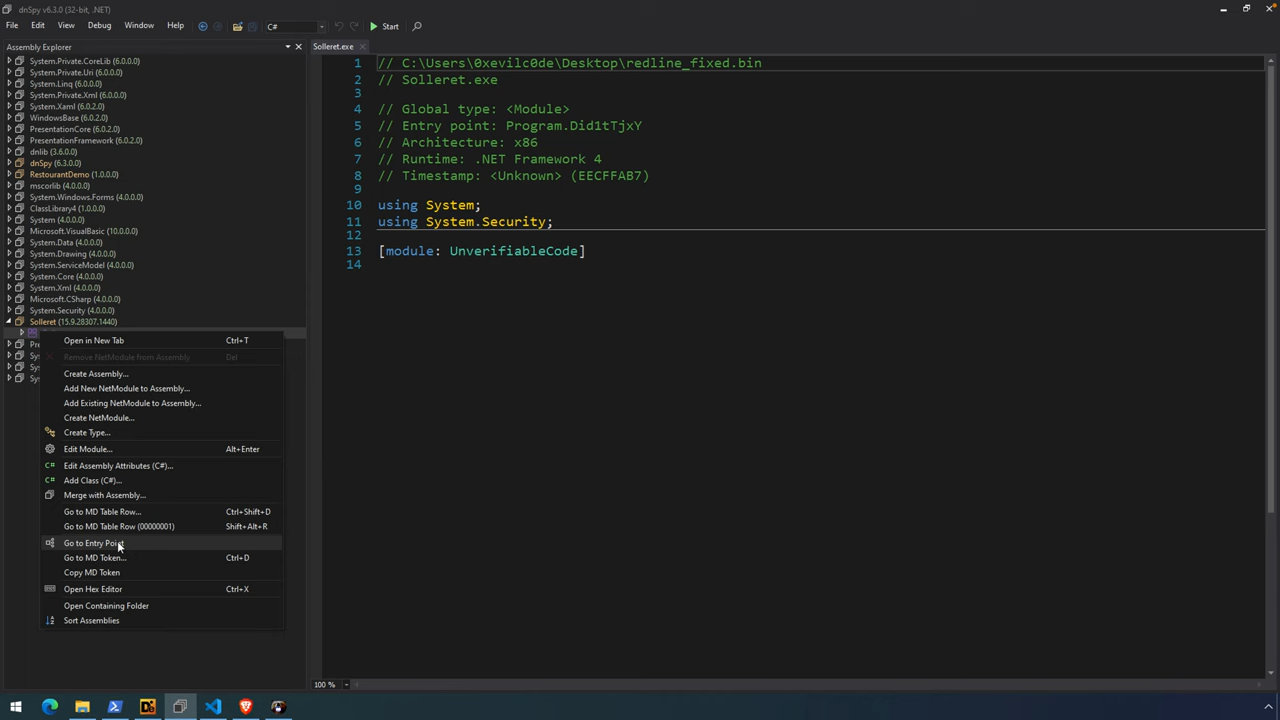 dnSpy v6.3.0 (32-bit, .NET)
File Edit View Debug Window Help C# Start
Assembly Explorer
Solleret.exe
System.Private.CoreLib (6.0.2.0)
System.Private.Uri (6.0.2.0)
System.Linq (6.0.2.0)
System.Private.Xml (6.0.2.0)
System.Xaml (6.0.2.0)
WindowsBase (6.0.2.0)
PresentationCore (6.0.2.0)
PresentationFramework (6.0.2.0)
dnlib (3.6.0.0)
dnSpy (6.3.0.0)
RestourantDemo (1.0.0.0)
mscorlib (4.0.0.0)
System.Windows.Forms (4.0.0.0)
ClassLibrary4 (1.0.0.0)
System (4.0.0.0)
Microsoft.VisualBasic (10.0.0.0)
System.Data (4.0.0.0)
System.Drawing (4.0.0.0)
System.ServiceModel (4.0.0.0)
System.Core (4.0.0.0)
System.Xml (4.0.0.0)
Microsoft.CSharp (4.0.0.0)
System.Security (4.0.0.0)
Solleret (15.9.28307.1440)
Pre
Sys
Sys
Sys
Open in New Tab Ctrl+T
Remove NetModule from Assembly Del
Create Assembly...
Add New NetModule to Assembly...
Add Existing NetModule to Assembly...
Create NetModule...
Create Type...
Edit Module... Alt+Enter
Edit Assembly Attributes (C#)...
Add Class (C#)...
Merge with Assembly...
Go to MD Table Row... Ctrl+Shift+D
Go to MD Table Row (00000001) Shift+Alt+R
Go to Entry Point
Go to MD Token... Ctrl+D
Copy MD Token
Open Hex Editor Ctrl+X
Open Containing Folder
Sort Assemblies
1 // C:\Users\0xevilc0de\Desktop\redline_fixed.bin
2 // Solleret.exe
3
4 // Global type: <Module>
5 // Entry point: Program.Did1tTjxY
6 // Architecture: x86
7 // Runtime: .NET Framework 4
8 // Timestamp: <Unknown> (EECFFAB7)
9
10 using System;
11 using System.Security;
12
13 [module: UnverifiableCode]
14
100 %